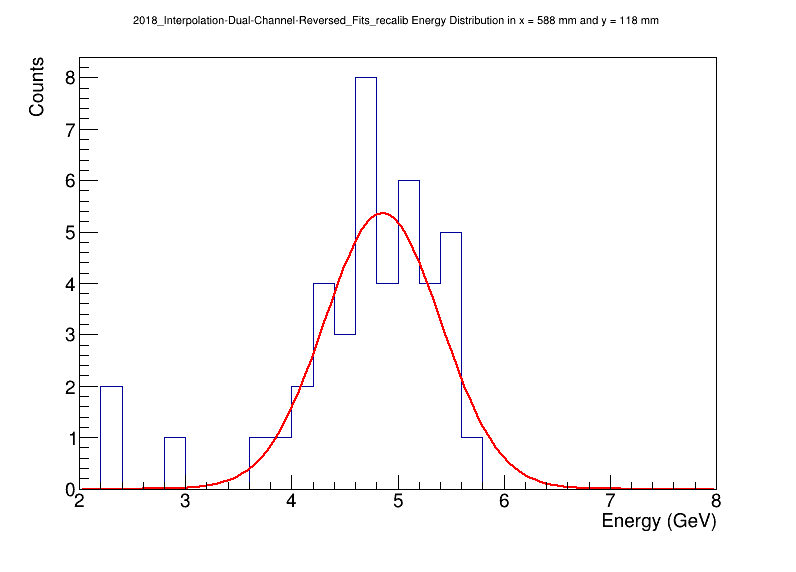 2018_Interpolation-Dual-Channel-Reversed_Fits_recalib Energy Distribution in x = 588 mm and y = 118 mm
Counts
8
7
6
5
4
3
2
1
0
2 3 4 5 6 7 8
Energy (GeV)